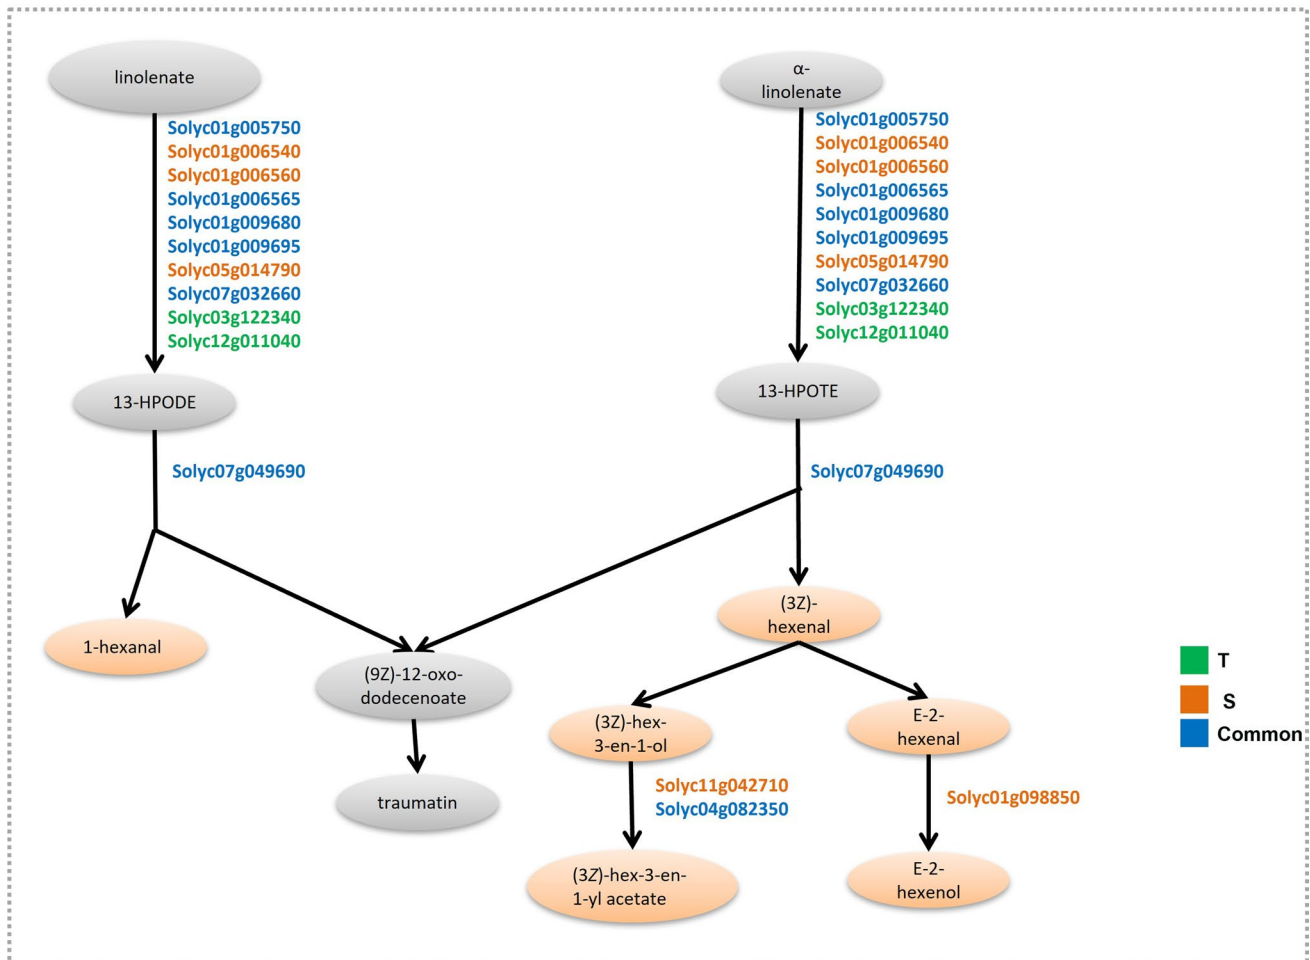 linolenate
Solyc01g005750
Solyc01g006540
Solyc01g006560
Solyc01g006565
Solyc01g009680
Solyc01g009695
Solyc05g014790
Solyc07g032660
Solyc03g122340
Solyc12g011040
13-HPODE
Solyc07g049690
1-hexanal
α-
linolenate
Solyc01g005750
Solyc01g006540
Solyc01g006560
Solyc01g006565
Solyc01g009680
Solyc01g009695
Solyc05g014790
Solyc07g032660
Solyc03g122340
Solyc12g011040
13-HPOTE
Solyc07g049690
(9Z)-12-oxo-
dodecenoate
traumatin
(3Z)-
hexenal
(3Z)-hex-
3-en-1-ol
Solyc11g042710
Solyc04g082350
(3Z)-hex-3-en-
1-yl acetate
E-2-
hexenal
Solyc01g098850
E-2-
hexenol
T
S
Common